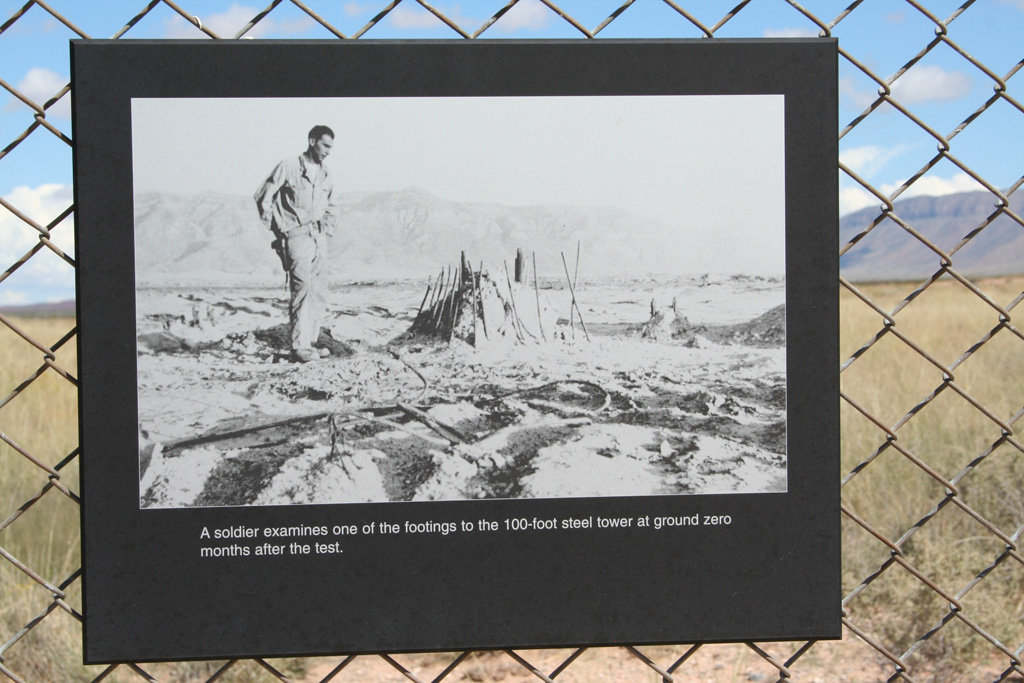 A soldier examines one of the footings to the 100-foot steel tower at ground zero
months after the test.